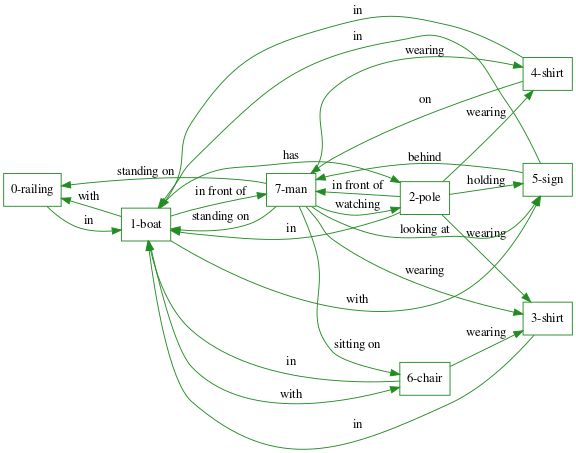 in
in
wearing
4-shirt
on
wearing
has
behind
standing on
5-sign
in front of
holding
0-railing
with
in front of
7-man
2-pole
watching
in
1-boat
standing on
in
looking at
wearing
wearing
with
3-shirt
wearing
sitting on
in
6-chair
with
in